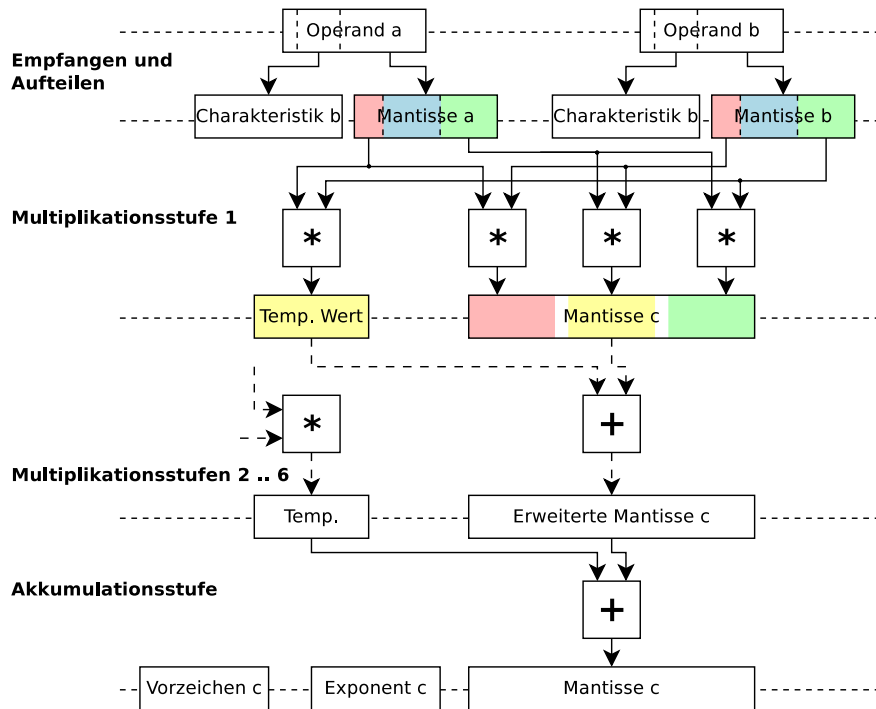 Operand a
Operand b
Empfangen und
Aufteilen
Charakteristik b
Mantisse a
Charakteristik b
Mantisse b
Multiplikationsstufe 1
*
*
*
*
Temp. Wert
Mantisse c
*
+
Multiplikationsstufen 2 .. 6
Temp.
Erweiterte Mantisse c
Akkumulationsstufe
+
Vorzeichen c
Exponent c
Mantisse c